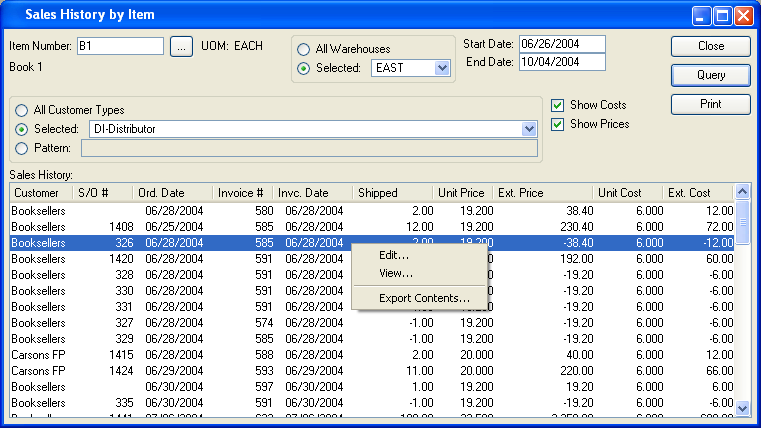 Sales History by Item
Item Number: B1 ... UOM: EACH
Book 1
All Warehouses
Selected: EAST
Start Date: 06/26/2004
End Date: 10/04/2004
Close
Query
Print
All Customer Types
Selected: DI-Distributor
Pattern:
Show Costs
Show Prices
Sales History:
Customer S/O # Ord. Date Invoice # Invc. Date Shipped Unit Price Ext. Price Unit Cost Ext. Cost
Booksellers 06/28/2004 580 06/28/2004 2.00 19.200 38.40 6.000 12.00
Booksellers 1408 06/25/2004 585 06/28/2004 12.00 19.200 230.40 6.000 72.00
Booksellers 326 06/28/2004 585 06/28/2004 -2.00 19.200 -38.40 6.000 -12.00
Booksellers 1420 06/28/2004 591 06/28/2004 192.00 6.000 60.00
Booksellers 328 06/28/2004 591 06/28/2004 -19.20 6.000 -6.00
Booksellers 330 06/28/2004 591 06/28/2004 -19.20 6.000 -6.00
Booksellers 331 06/28/2004 591 06/28/2004 -1.00 19.200 -19.20 6.000 -6.00
Booksellers 327 06/28/2004 574 06/28/2004 -1.00 19.200 -19.20 6.000 -6.00
Booksellers 329 06/28/2004 585 06/28/2004 -1.00 19.200 -19.20 6.000 -6.00
Carsons FP 1415 06/28/2004 588 06/28/2004 2.00 20.000 40.00 6.000 12.00
Carsons FP 1424 06/29/2004 593 06/29/2004 11.00 20.000 220.00 6.000 66.00
Booksellers 06/30/2004 597 06/30/2004 1.00 19.200 19.20 6.000 6.00
Booksellers 335 06/30/2004 591 06/30/2004 -1.00 19.200 -19.20 6.000 -6.00
Edit...
View...
Export Contents...